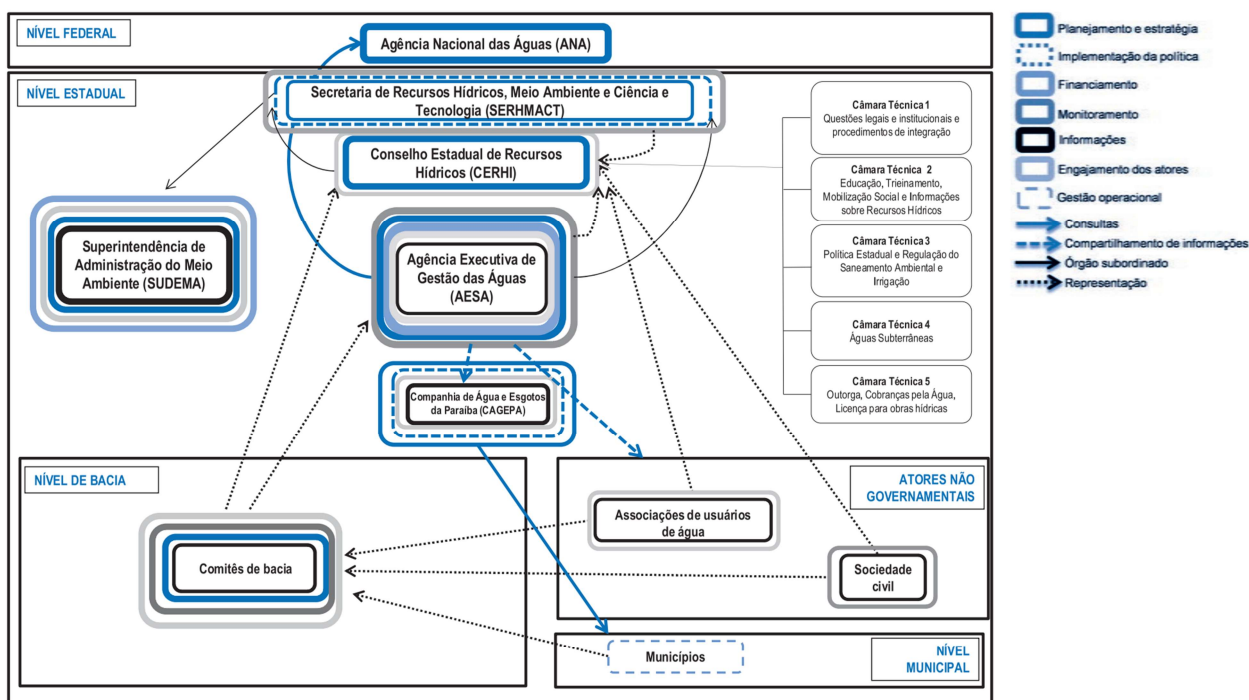 NÍVEL FEDERAL
Agência Nacional das Águas (ANA)
NÍVEL ESTADUAL
Secretaria de Recursos Hídricos, Meio Ambiente e Ciência e
Tecnologia (SERHMACT)
Conselho Estadual de Recursos
Hídricos (CERHI)
Superintendência de
Administração do Meio
Ambiente (SUDEMA)
Agência Executiva de
Gestão das Águas
(AESA)
Companhia de Água e Esgotos
da Paraíba (CAGEPA)
Câmara Técnica 1
Questões legais e institucionais e
procedimentos de integração
Câmara Técnica 2
Educação, Trieinamento,
Mobilização Social e Informações
sobre Recursos Hídricos
Câmara Técnica 3
Política Estadual e Regulação do
Saneamento Ambiental e
Irrigação
Câmara Técnica 4
Águas Subterrâneas
Câmara Técnica 5
Outorga, Cobranças pela Água,
Licença para obras hídricas
NÍVEL DE BACIA
Comitês de bacia
ATORES NÃO
GOVERNAMENTAIS
Associações de usuários
de água
Sociedade
civil
Municípios
NÍVEL
MUNICIPAL
Planejamento e estratégia
Implementação da política
Financiamento
Monitoramento
Informações
Engajamento dos atores
Gestão operacional
Consultas
Compartilhamento de informações
Órgão subordinado
Representação